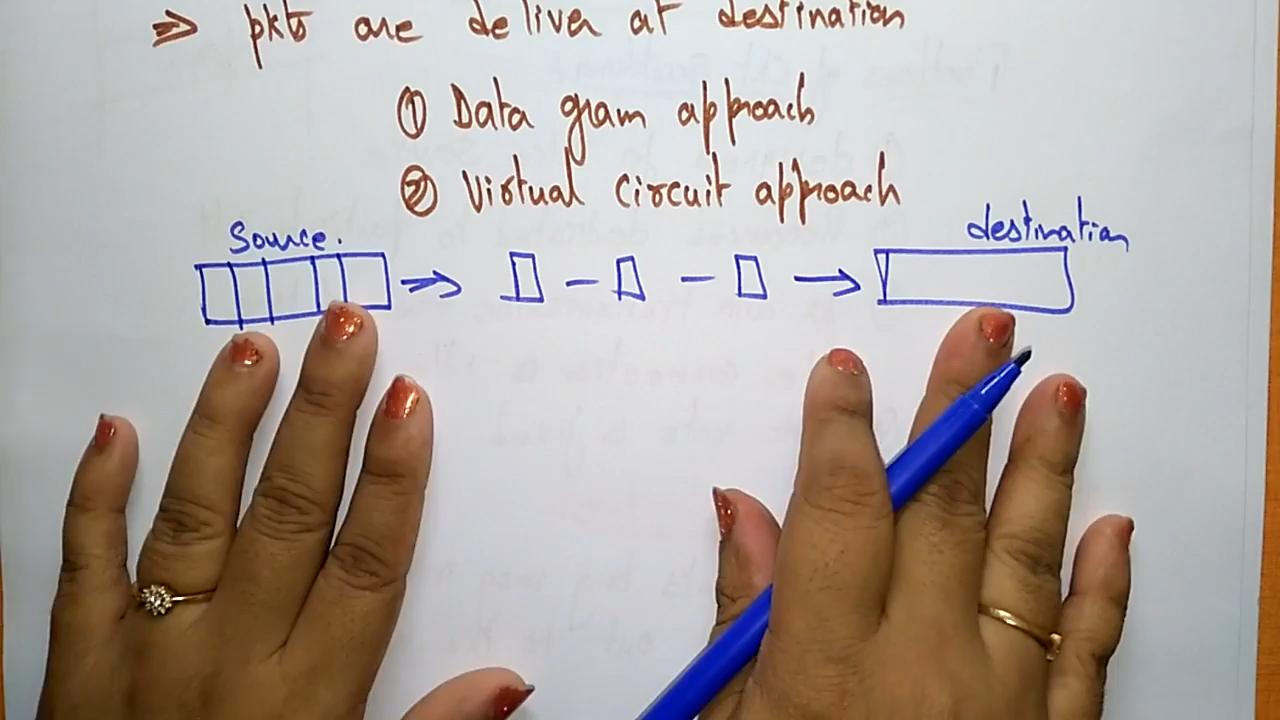 ⇒ pkts are deliver at destination
① Data gram approach
② Virtual Circuit approach
Source. destination